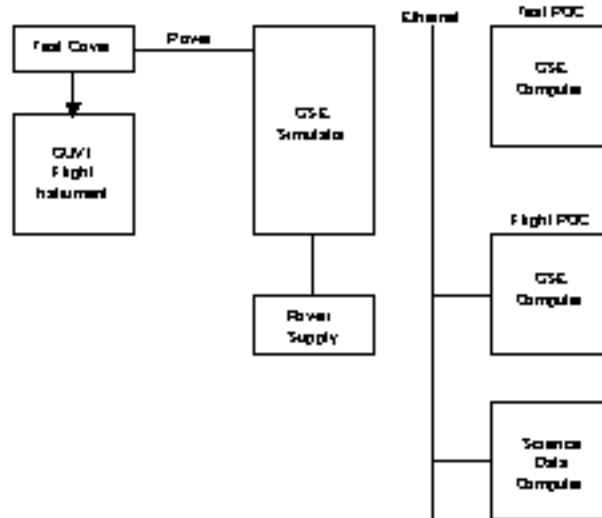 Test Cover
Power
Ethernet
Test POC
GSE
Computer
GSE
Simulator
GUVI
Flight
Instrument
Flight POC
GSE
Computer
Power
Supply
Science
Data
Computer